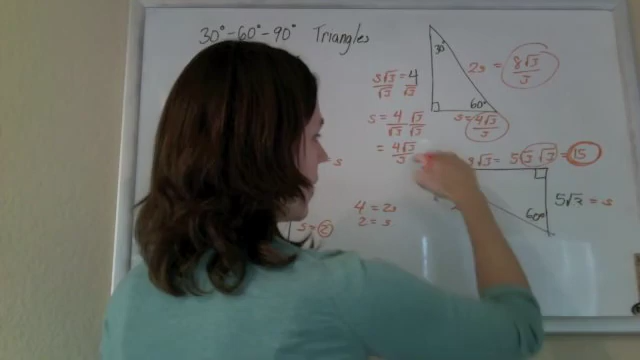 30°-60°-90° Triangles
30°
60°
2s = 8√3/3
s√3/√3 = 4/√3
s = 4/√3 √3/√3
s = 4√3/3
= 4√3/3
s√3 = 5√3 √3 = 15
= s
4 = 2s
2 = s
s = 2
60°
5√3 = s